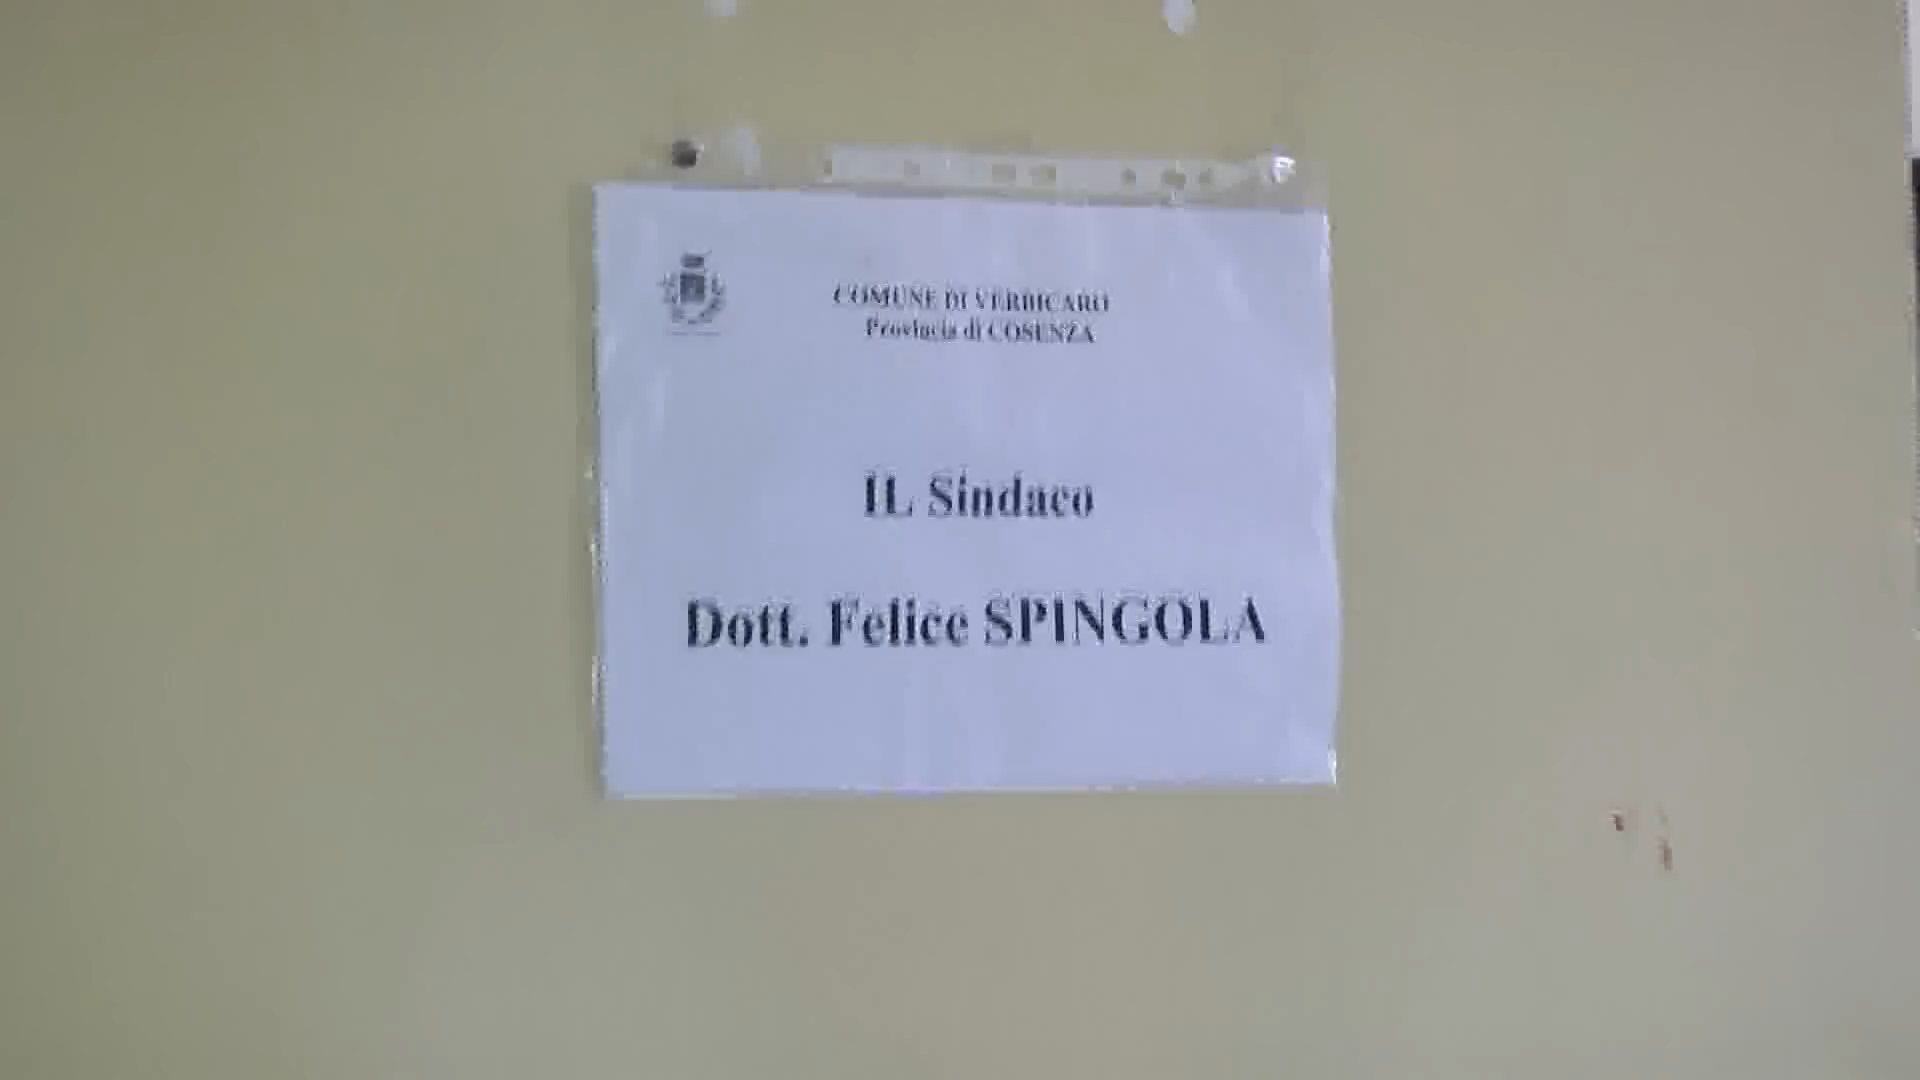 COMUNE DI VERBICARO
Provincia di COSENZA
IL Sindaco
Dott. Felice SPINGOLA